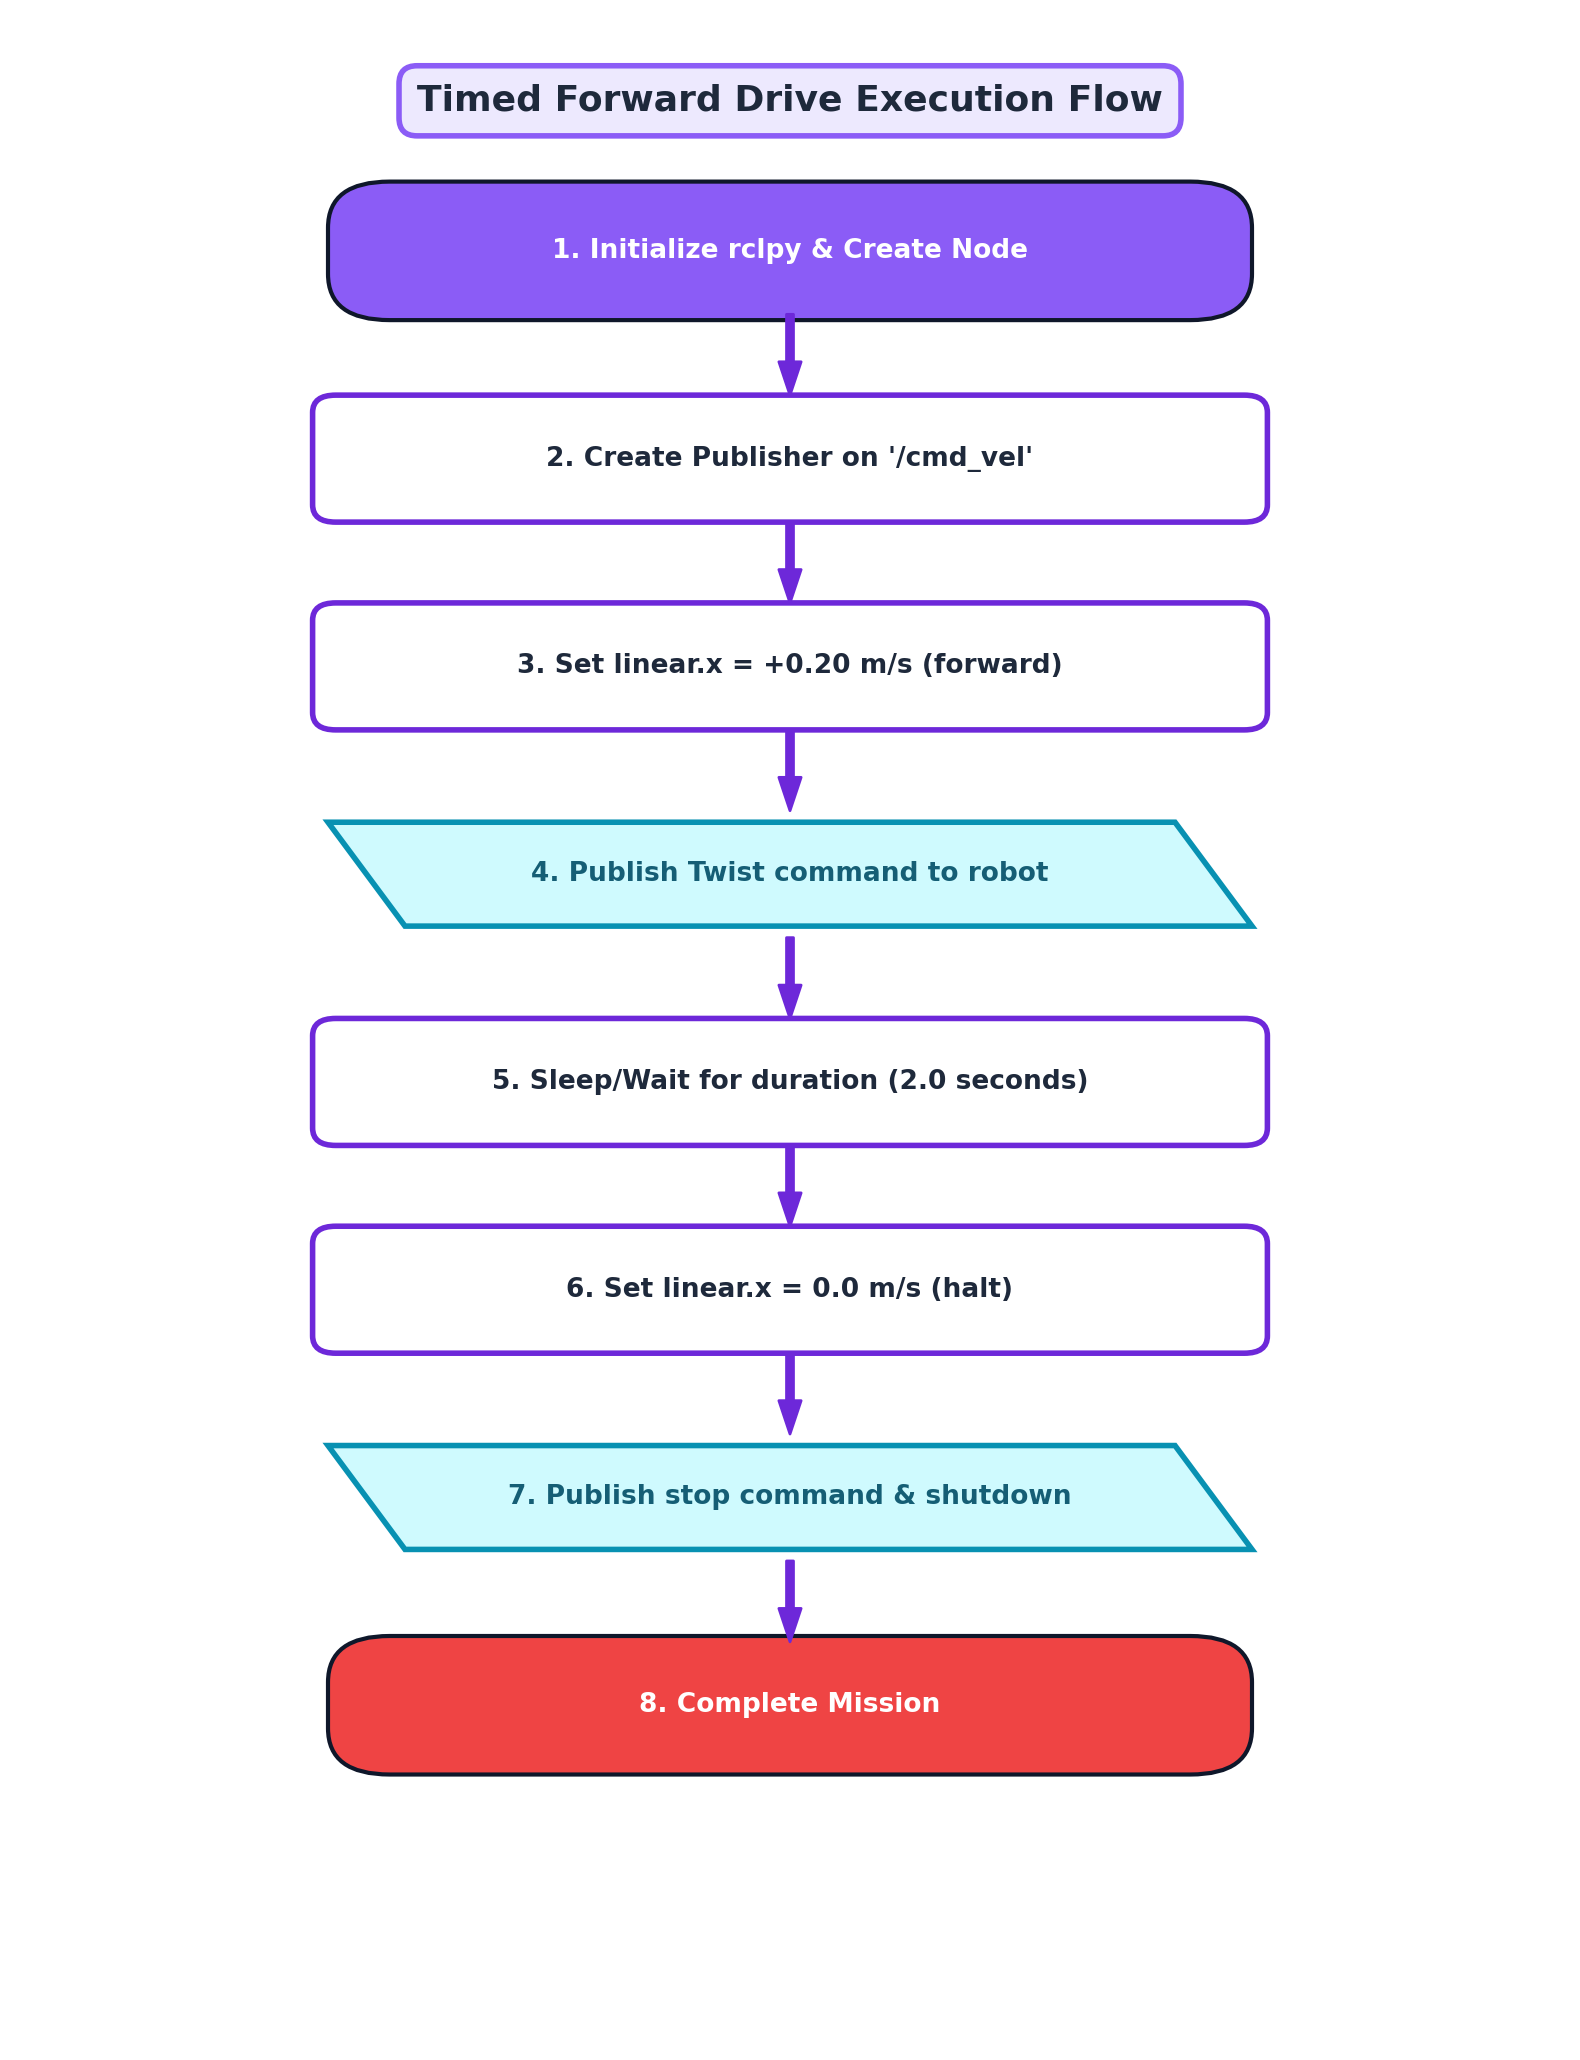 Timed Forward Drive Execution Flow
1. Initialize rclpy & Create Node
2. Create Publisher on '/cmd_vel'
3. Set linear.x = +0.20 m/s (forward)
4. Publish Twist command to robot
5. Sleep/Wait for duration (2.0 seconds)
6. Set linear.x = 0.0 m/s (halt)
7. Publish stop command & shutdown
8. Complete Mission